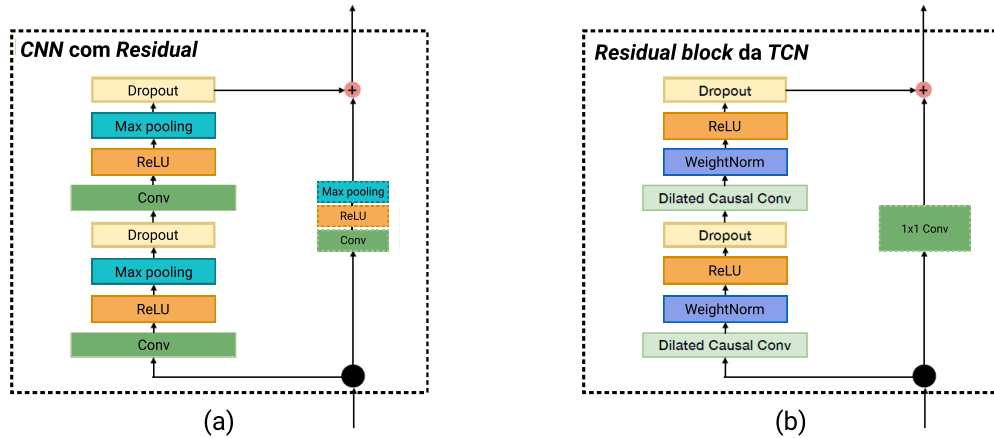 CNN com Residual
Dropout
+
Max pooling
ReLU
Conv
Dropout
Max pooling
ReLU
Conv
Max pooling
ReLU
Conv
(a)
Residual block da TCN
Dropout
+
ReLU
WeightNorm
Dilated Causal Conv
Dropout
ReLU
WeightNorm
Dilated Causal Conv
1x1 Conv
(b)